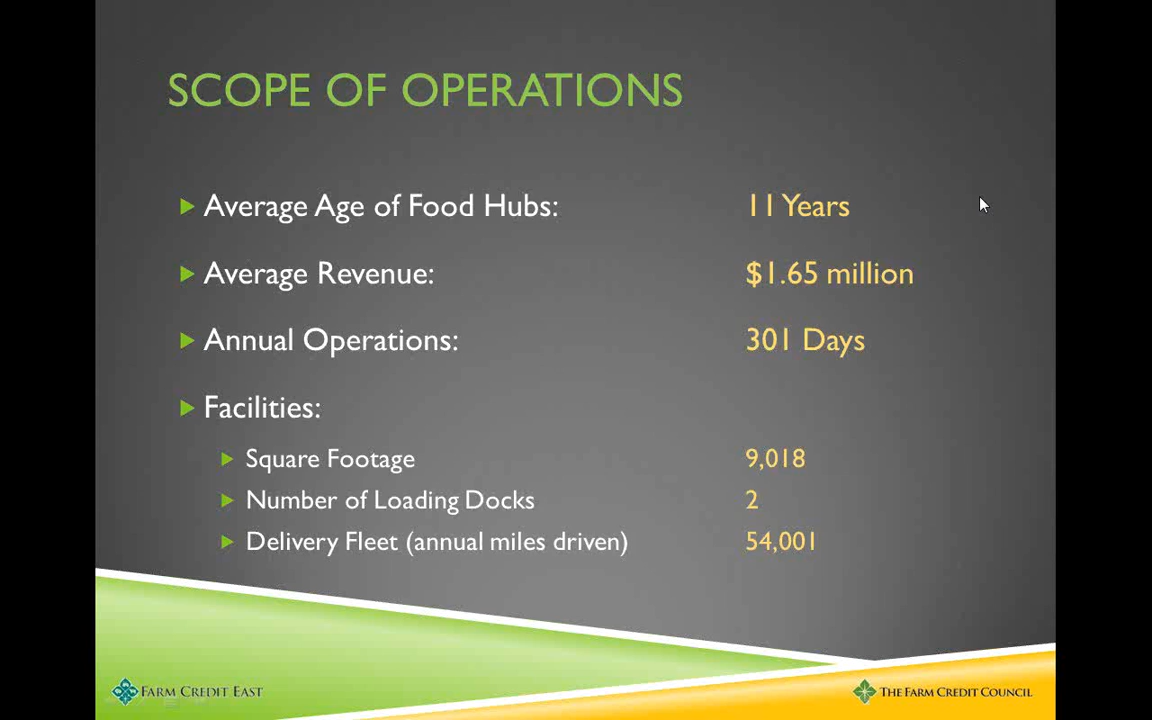 SCOPE OF OPERATIONS
Average Age of Food Hubs: 11 Years
Average Revenue: $1.65 million
Annual Operations: 301 Days
Facilities:
Square Footage 9,018
Number of Loading Docks 2
Delivery Fleet (annual miles driven) 54,001
FARM CREDIT EAST
THE FARM CREDIT COUNCIL